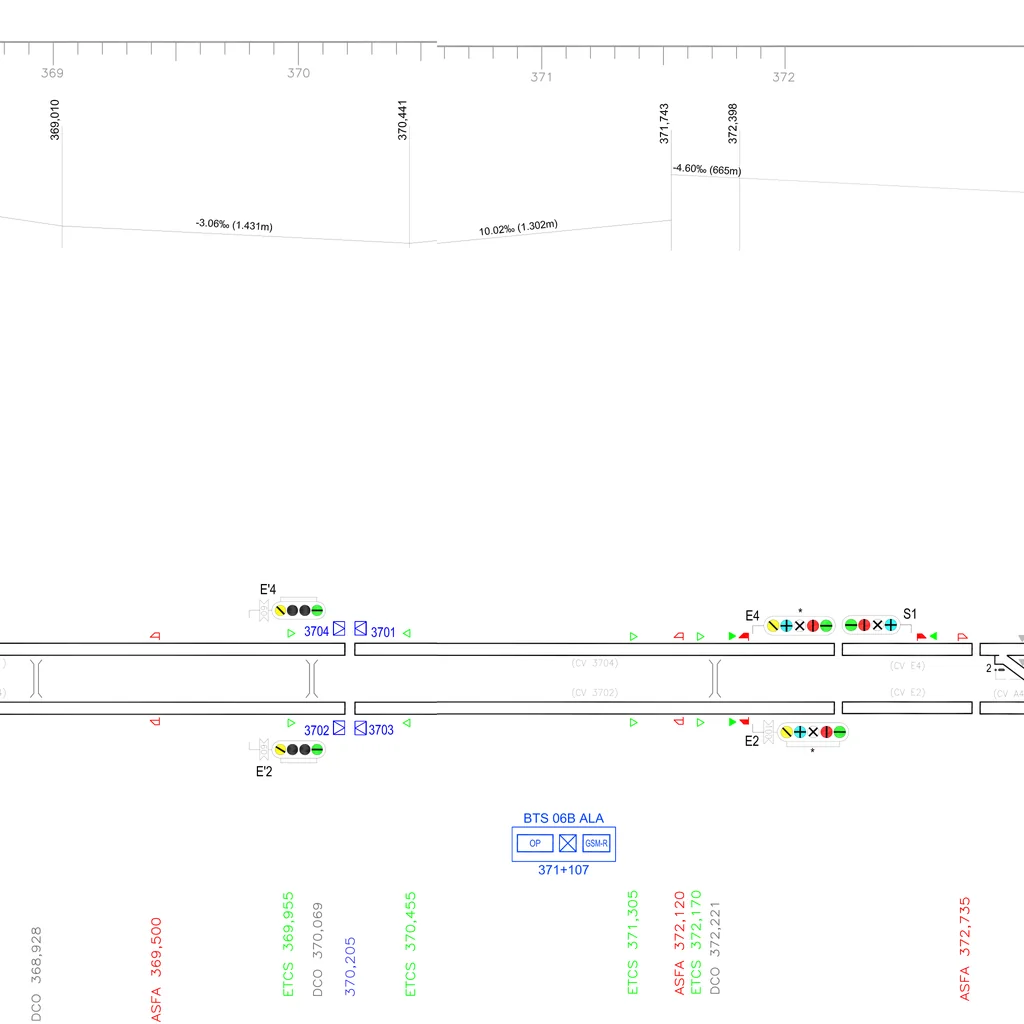 369
370
371
372
369,010
370,441
371,743
372,398
-3.06‰ (1.431m)
10.02‰ (1.302m)
-4.60‰ (665m)
E'4
3704
3701
E4
*
S1
(CV 3704)
(CV E4)
2
(CV 3702)
(CV E2)
(CV A4
3702
3703
E2
*
E'2
BTS 06B ALA
OP
GSM-R
371+107
DCO 368,928
ASFA 369,500
ETCS 369,955
DCO 370,069
370,205
ETCS 370,455
ETCS 371,305
ASFA 372,120
ETCS 372,170
DCO 372,221
ASFA 372,735